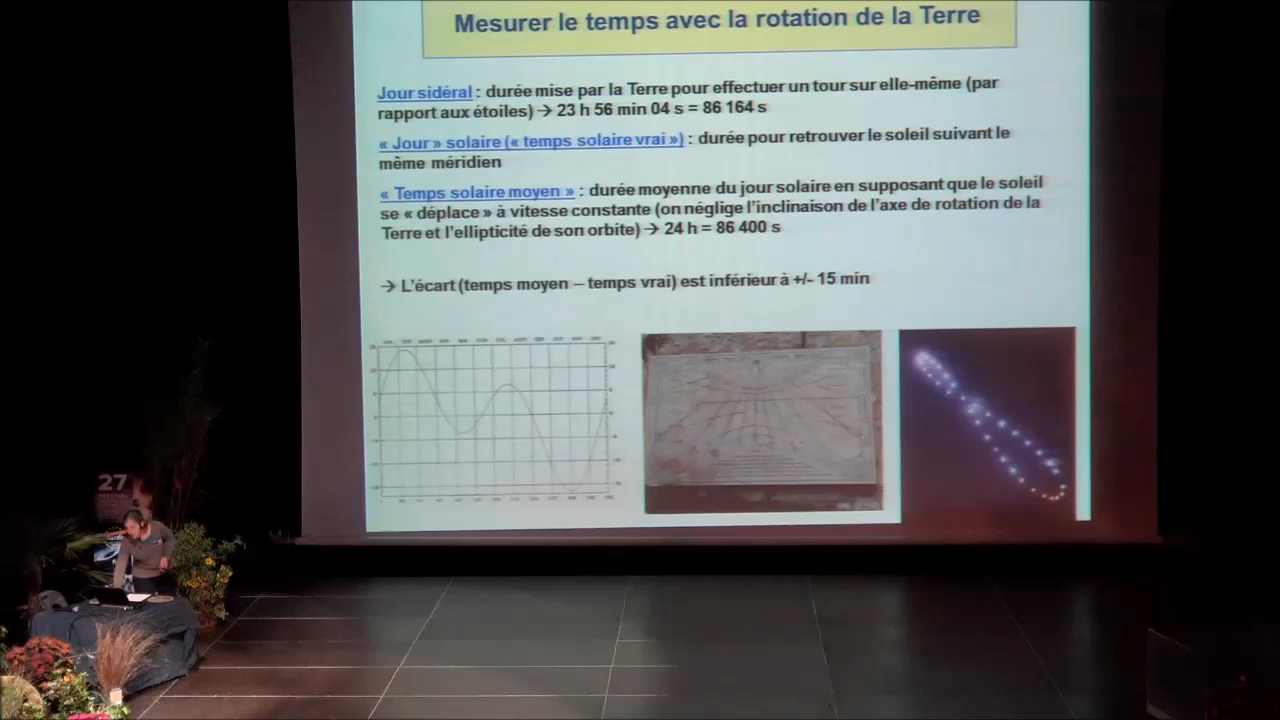 Mesurer le temps avec la rotation de la Terre
Jour sidéral : durée mise par la Terre pour effectuer un tour sur elle-même (par
rapport aux étoiles) → 23 h 56 min 04 s = 86 164 s
« Jour » solaire (« temps solaire vrai ») : durée pour retrouver le soleil suivant le
même méridien
« Temps solaire moyen » : durée moyenne du jour solaire en supposant que le soleil
se « déplace » à vitesse constante (on néglige l'inclinaison de l'axe de rotation de la
Terre et l'ellipticité de son orbite) → 24 h = 86 400 s
→ L'écart (temps moyen – temps vrai) est inférieur à +/- 15 min
27
FESTIVAL